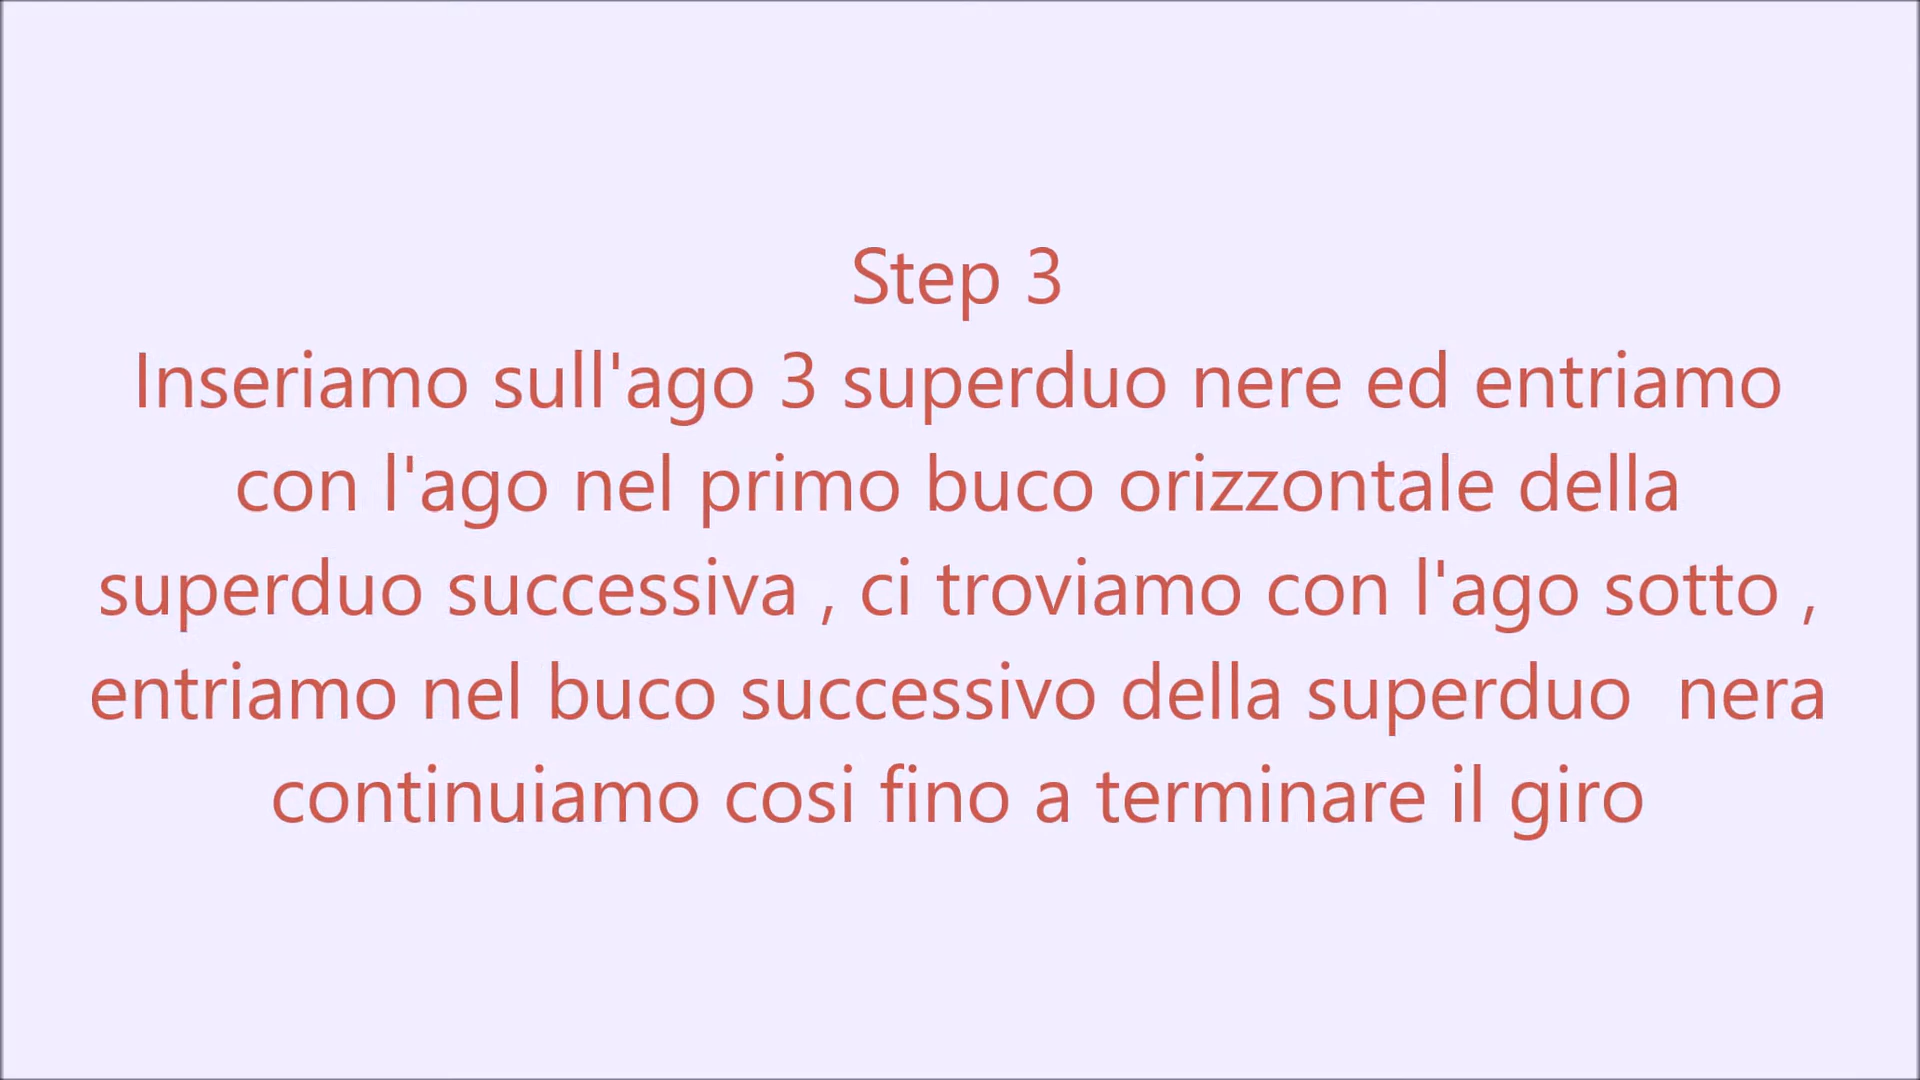 Step 3
Inseriamo sull'ago 3 superduo nere ed entriamo
con l'ago nel primo buco orizzontale della
superduo successiva , ci troviamo con l'ago sotto ,
entriamo nel buco successivo della superduo  nera
continuiamo cosi fino a terminare il giro